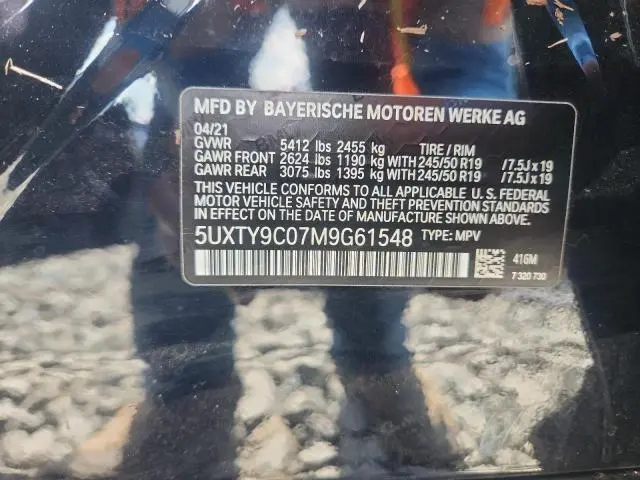 MFD BY BAYERISCHE MOTOREN WERKE AG
04/21
GVWR 5412 lbs 2455 kg TIRE / RIM
GAWR FRONT 2624 lbs 1190 kg WITH 245/50 R19 /7.5J x 19
GAWR REAR 3075 lbs 1395 kg WITH 245/50 R19 /7.5J x 19
THIS VEHICLE CONFORMS TO ALL APPLICABLE U. S. FEDERAL
MOTOR VEHICLE SAFETY AND THEFT PREVENTION STANDARDS
IN EFFECT ON THE DATE OF MANUFACTURE SHOWN ABOVE.
5UXTY9C07M9G61548 TYPE: MPV
416M
7 320 730